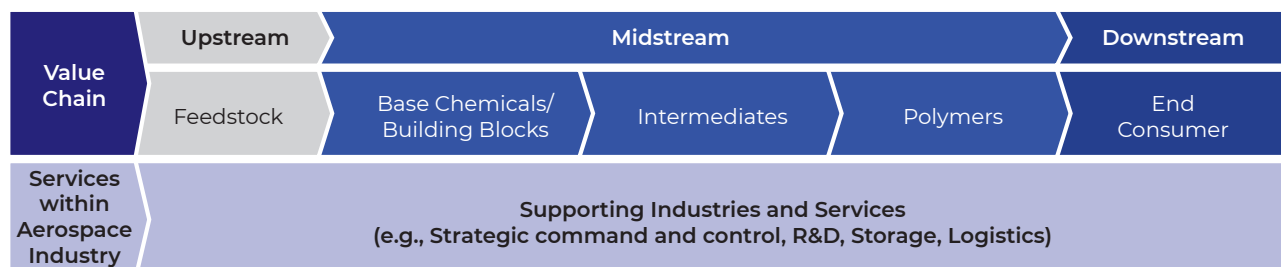 Value
Chain
Upstream
Midstream
Downstream
Feedstock
Base Chemicals/
Building Blocks
Intermediates
Polymers
End
Consumer
Services
within
Aerospace
Industry
Supporting Industries and Services
(e.g., Strategic command and control, R&D, Storage, Logistics)